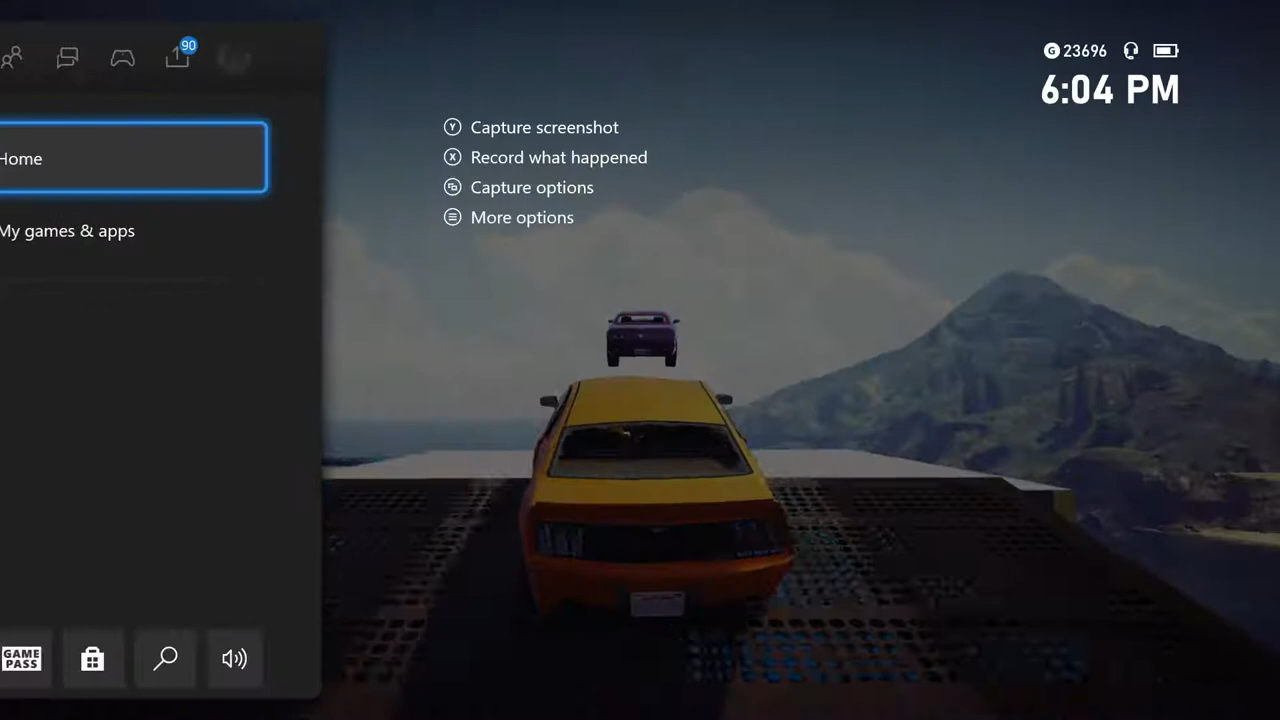 90
G 23696
6:04 PM
Y Capture screenshot
X Record what happened
Capture options
More options
Home
My games & apps
GAME
PASS